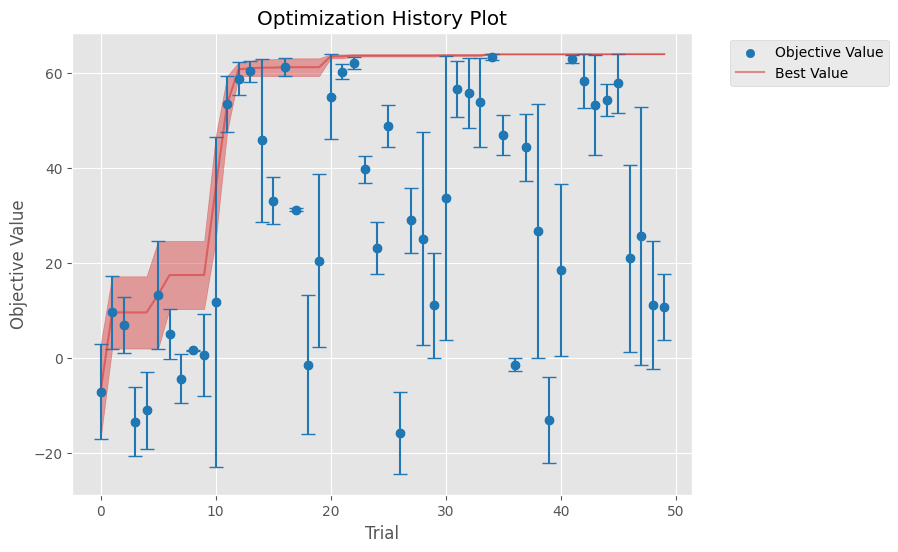 Optimization History Plot
Objective Value
Best Value
Objective Value
60
40
20
0
−20
0 10 20 30 40 50
Trial